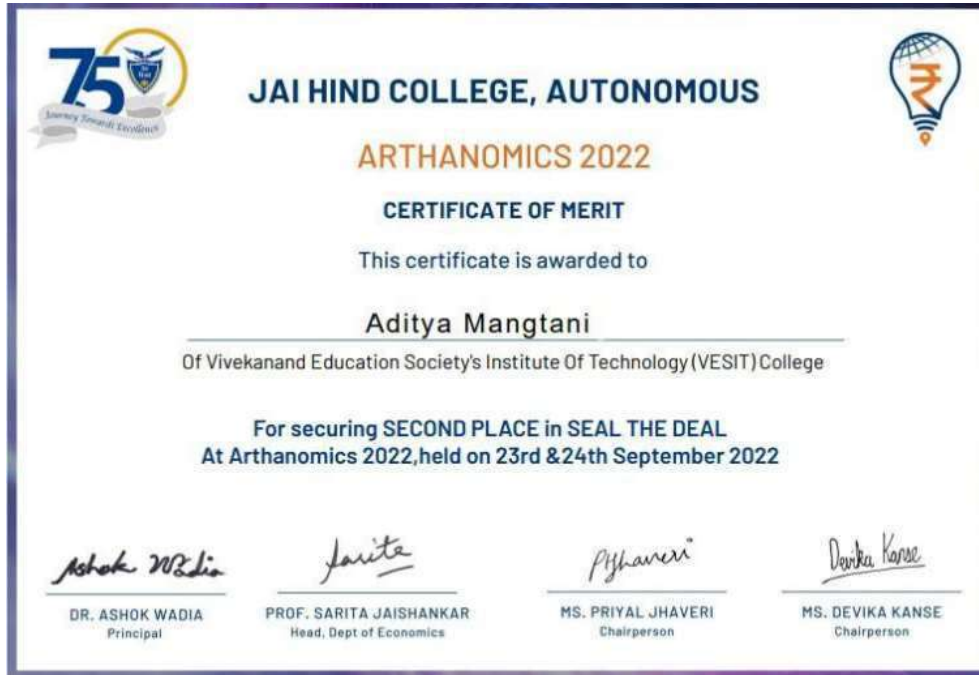 75
Journey Towards Excellence
JAI HIND COLLEGE, AUTONOMOUS
ARTHANOMICS 2022
CERTIFICATE OF MERIT
This certificate is awarded to
Aditya Mangtani
Of Vivekanand Education Society's Institute Of Technology (VESIT) College
For securing SECOND PLACE in SEAL THE DEAL
At Arthanomics 2022,held on 23rd &24th September 2022
Ashok Wadia
Sarita
PJhaveri
Devika Kanse
DR. ASHOK WADIA
PROF. SARITA JAISHANKAR
MS. PRIYAL JHAVERI
MS. DEVIKA KANSE
Principal
Head, Dept of Economics
Chairperson
Chairperson